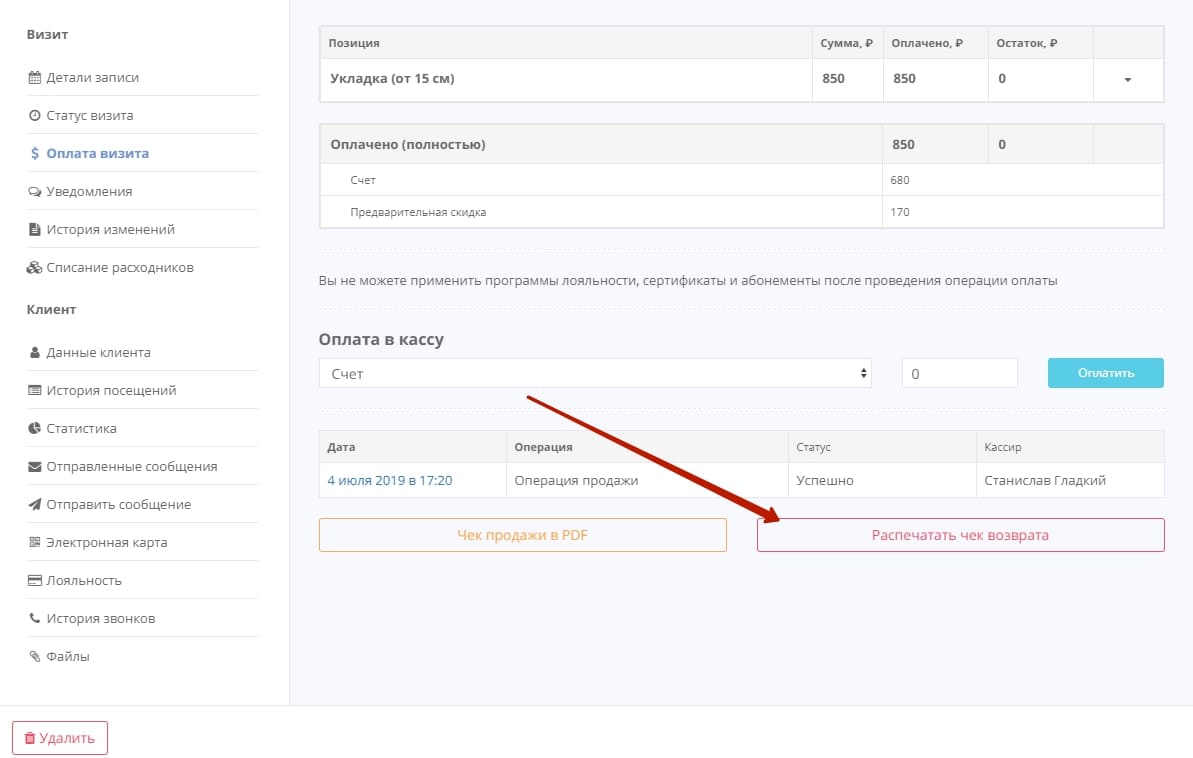 Визит
Детали записи
Статус визита
Оплата визита
Уведомления
История изменений
Списание расходников
Клиент
Данные клиента
История посещений
Статистика
Отправленные сообщения
Отправить сообщение
Электронная карта
Лояльность
История звонков
Файлы
Удалить
Позиция Сумма, ₽ Оплачено, ₽ Остаток, ₽
Укладка (от 15 см) 850 850 0
Оплачено (полностью) 850 0
Счет 680
Предварительная скидка 170
Вы не можете применить программы лояльности, сертификаты и абонементы после проведения операции оплаты
Оплата в кассу
Счет 0 Оплатить
Дата Операция Статус Кассир
4 июля 2019 в 17:20 Операция продажи Успешно Станислав Гладкий
Чек продажи в PDF Распечатать чек возврата